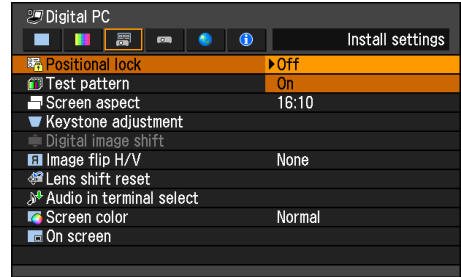 Digital PC
Install settings
Positional lock Off
Test pattern On
Screen aspect 16:10
Keystone adjustment
Digital image shift
Image flip H/V None
Lens shift reset
Audio in terminal select
Screen color Normal
On screen